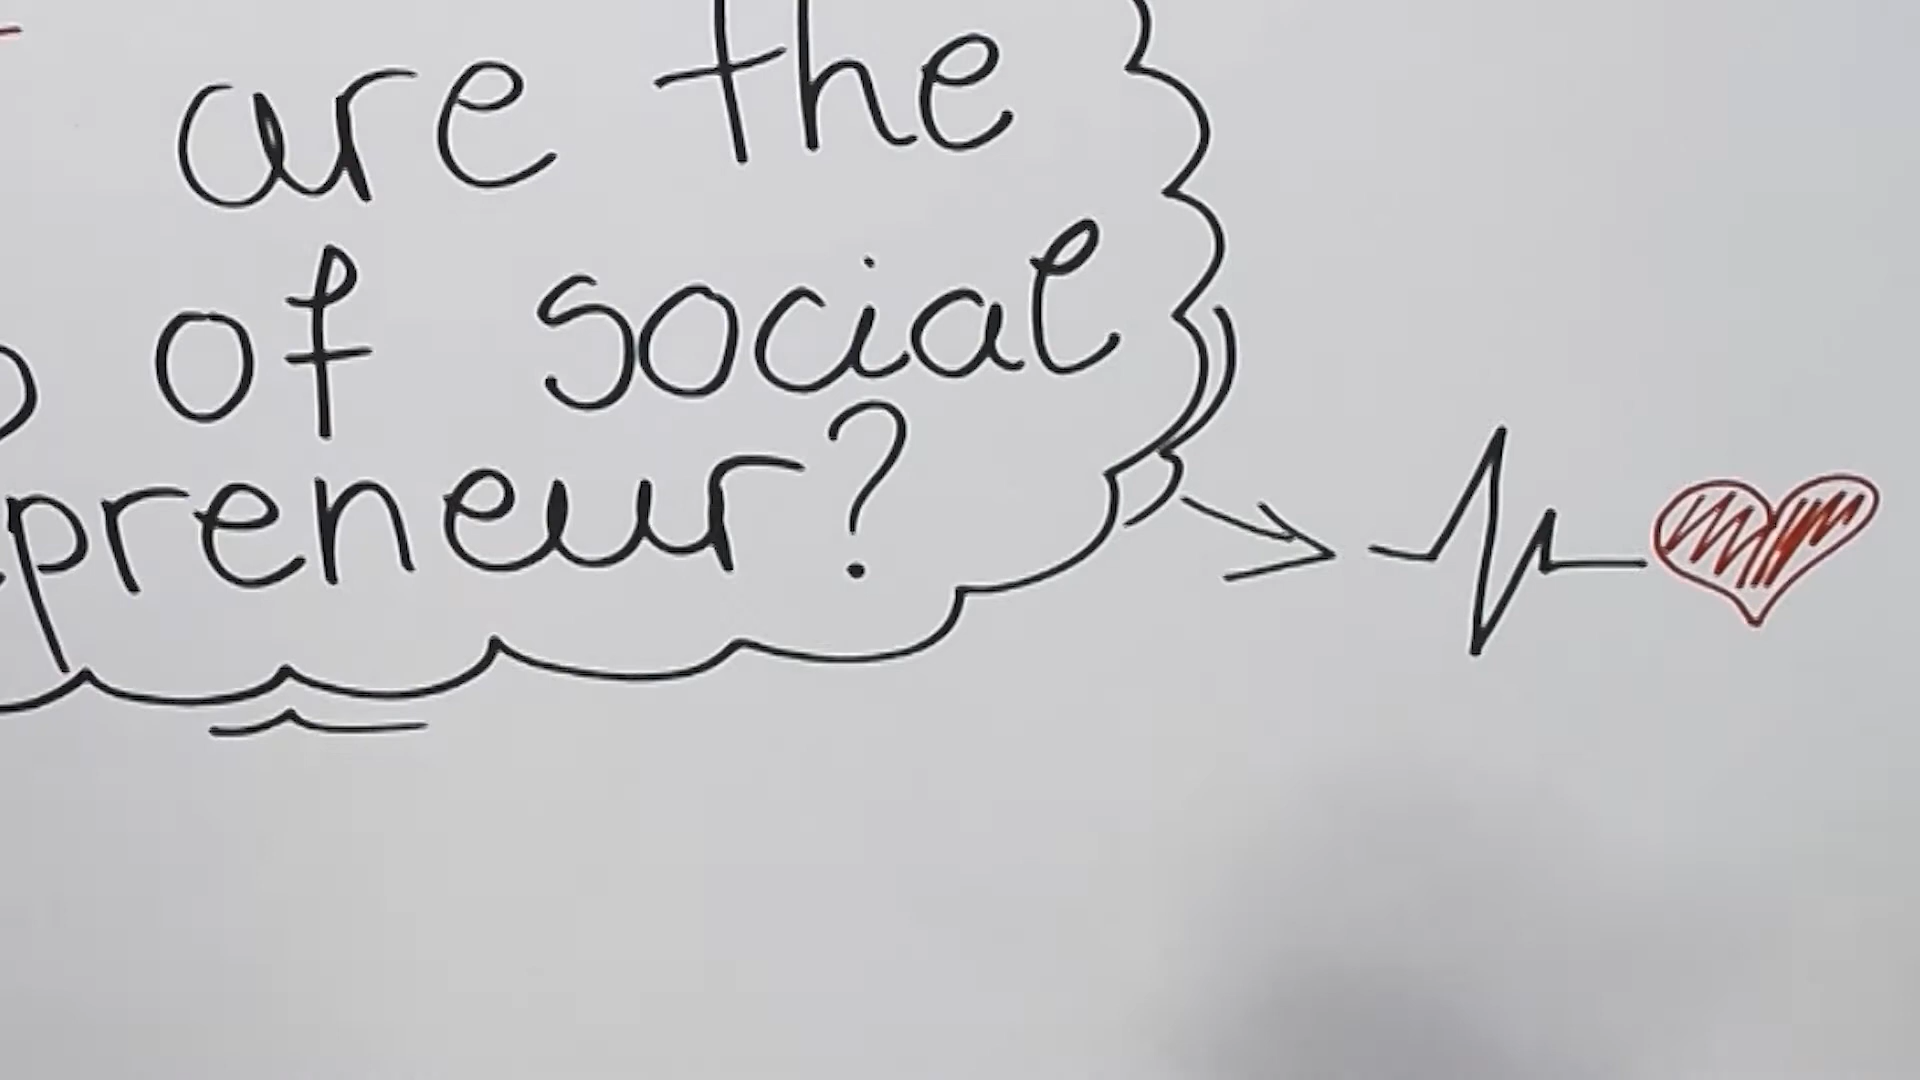 are the
of social
preneur?